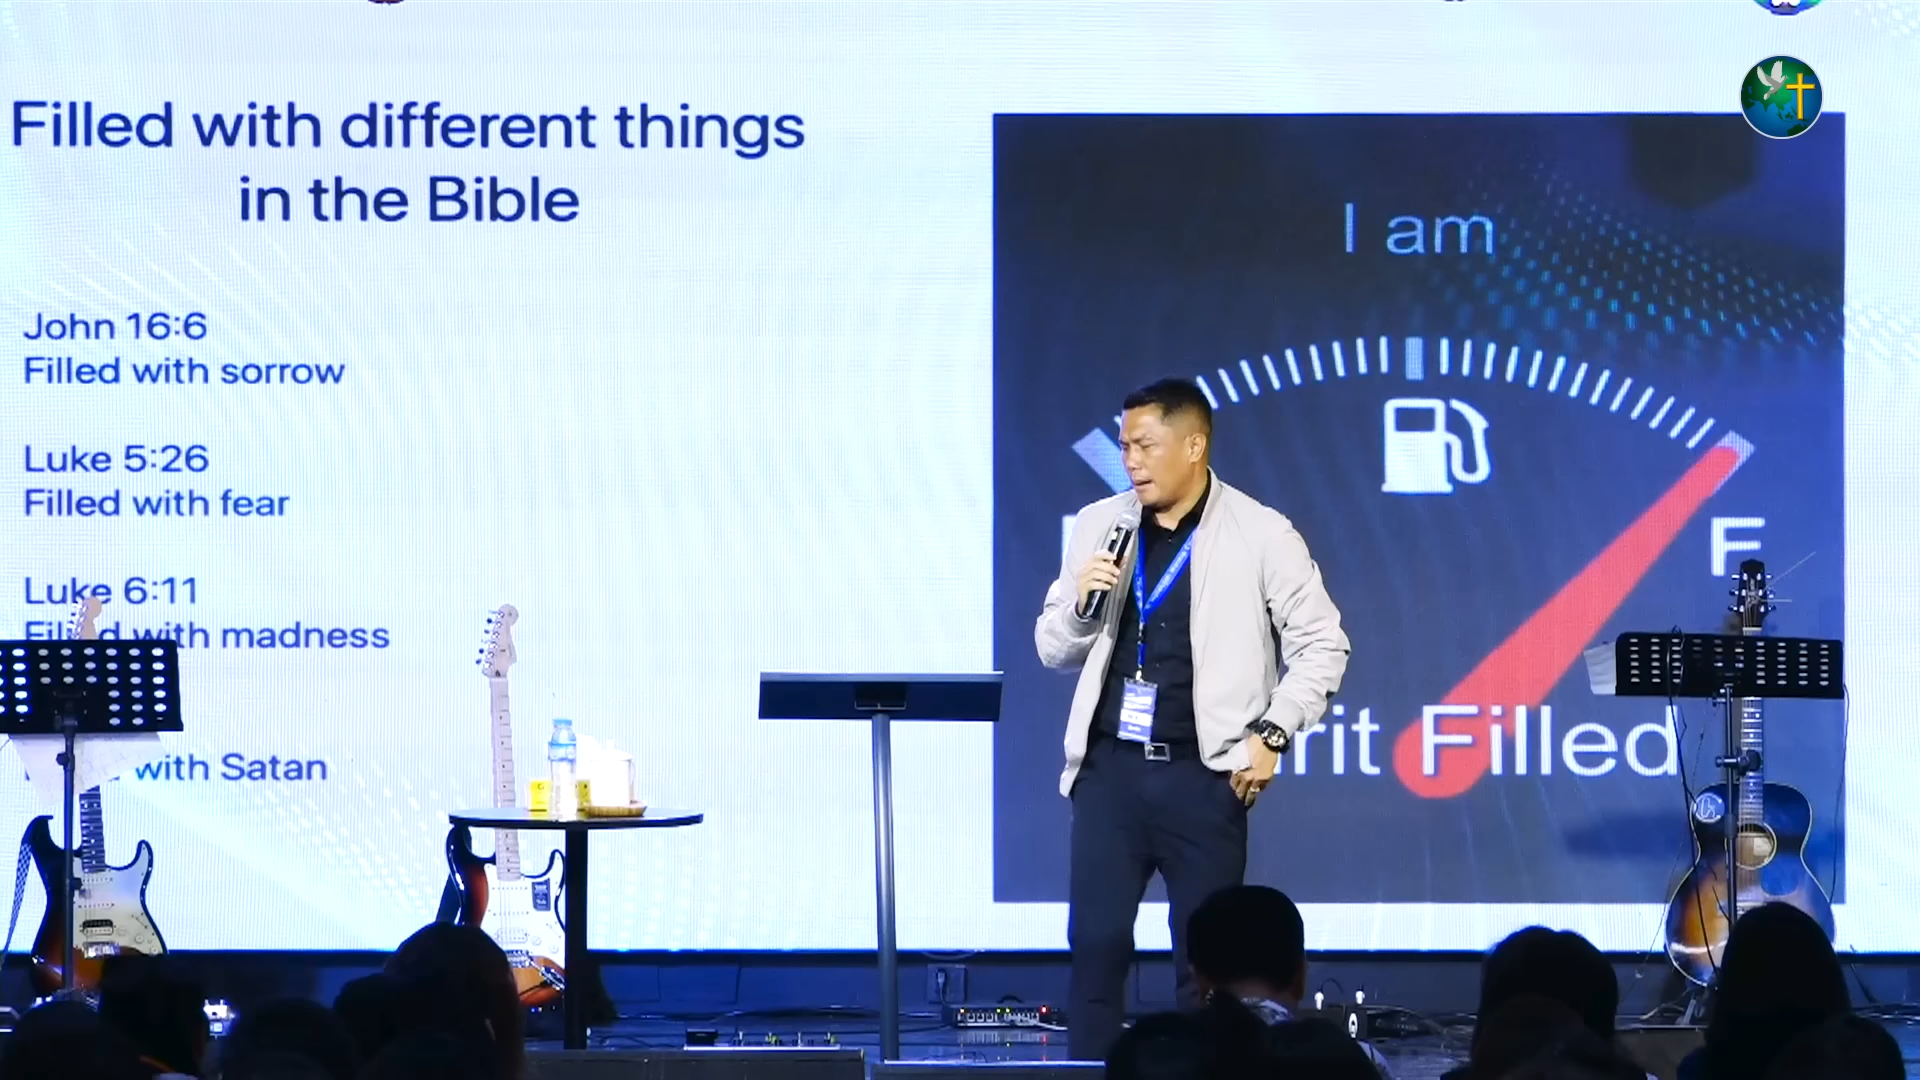 Filled with different things
in the Bible
John 16:6
Filled with sorrow
Luke 5:26
Filled with fear
Luke 6:11
Filled with madness
with Satan
I am
F
Filled